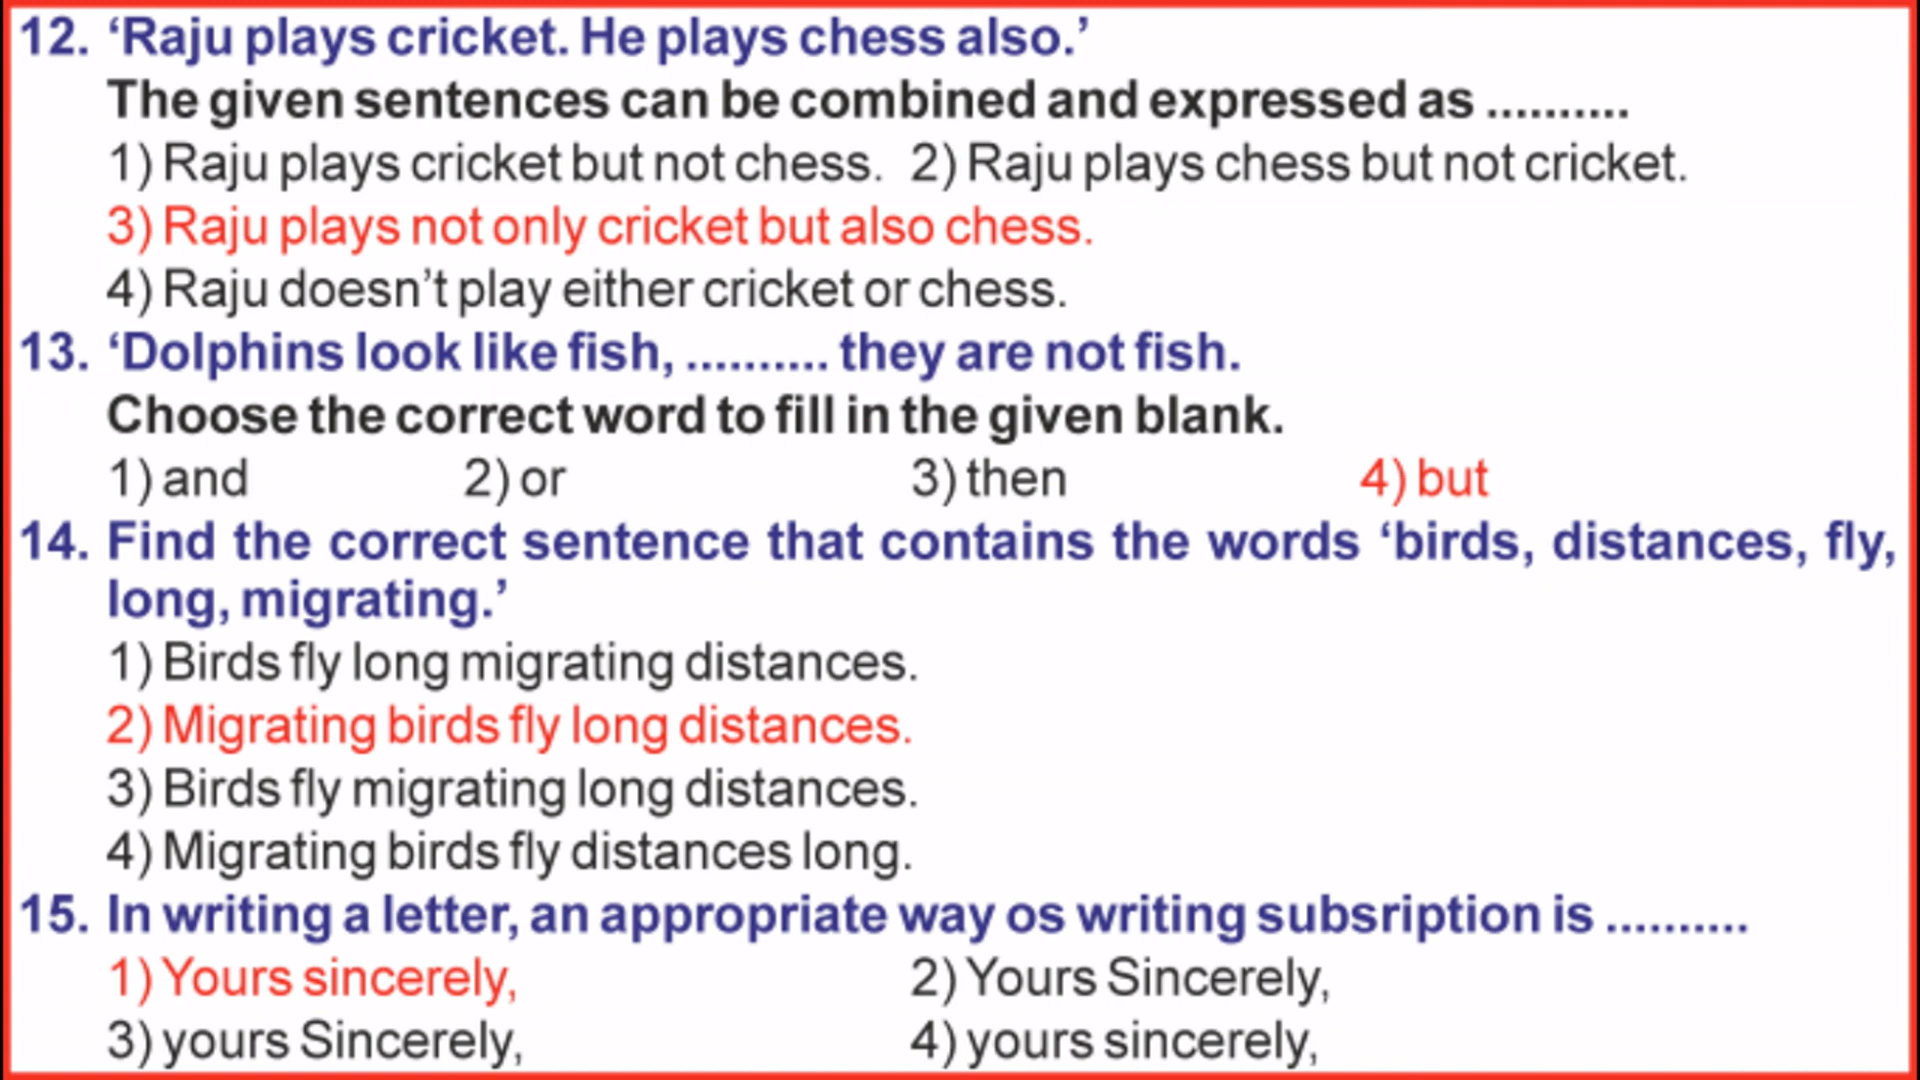 12. ‘Raju plays cricket. He plays chess also.’
The given sentences can be combined and expressed as ..........
1) Raju plays cricket but not chess. 2) Raju plays chess but not cricket.
3) Raju plays not only cricket but also chess.
4) Raju doesn’t play either cricket or chess.
13. ‘Dolphins look like fish, .......... they are not fish.
Choose the correct word to fill in the given blank.
1) and 2) or 3) then 4) but
14. Find the correct sentence that contains the words ‘birds, distances, fly,
long, migrating.’
1) Birds fly long migrating distances.
2) Migrating birds fly long distances.
3) Birds fly migrating long distances.
4) Migrating birds fly distances long.
15. In writing a letter, an appropriate way os writing subsription is ..........
1) Yours sincerely, 2) Yours Sincerely,
3) yours Sincerely, 4) yours sincerely,